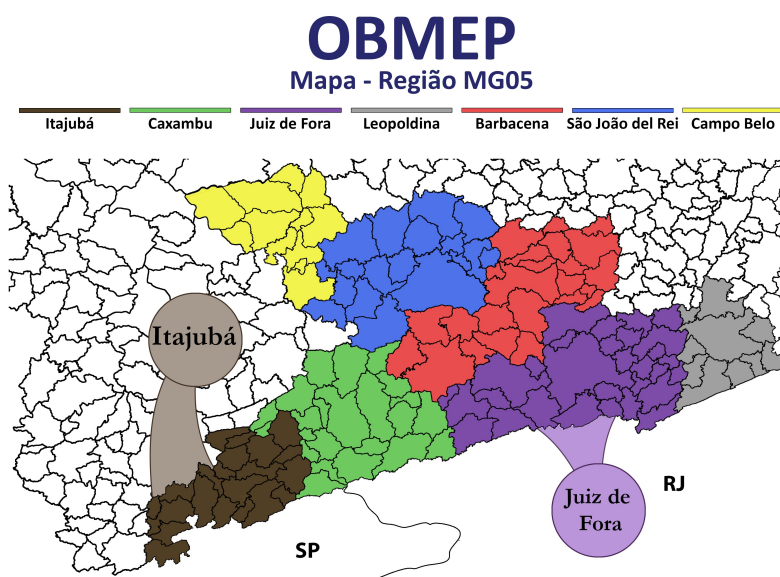 OBMEP
Mapa - Região MG05
Itajubá
Caxambu
Juiz de Fora
Leopoldina
Barbacena
São João del Rei
Campo Belo
Itajubá
RJ
Juiz de
Fora
SP